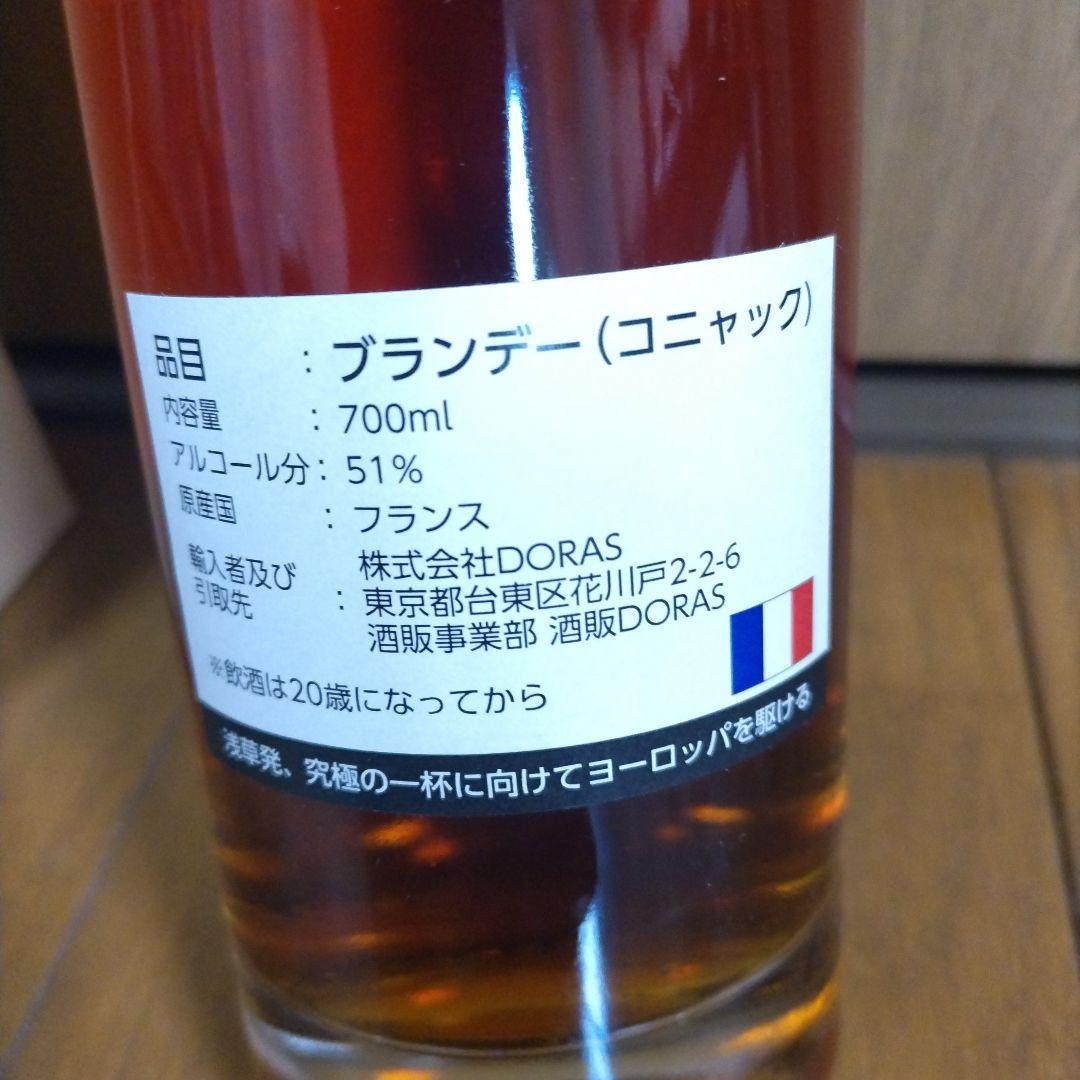 品目 : ブランデー(コニャック)
内容量 : 700ml
アルコール分 : 51%
原産国 : フランス
輸入者及び引取先 : 株式会社DORAS
東京都台東区花川戸2-2-6
酒販事業部 酒販DORAS
※飲酒は20歳になってから
浅草発、究極の一杯に向けてヨーロッパを駆ける